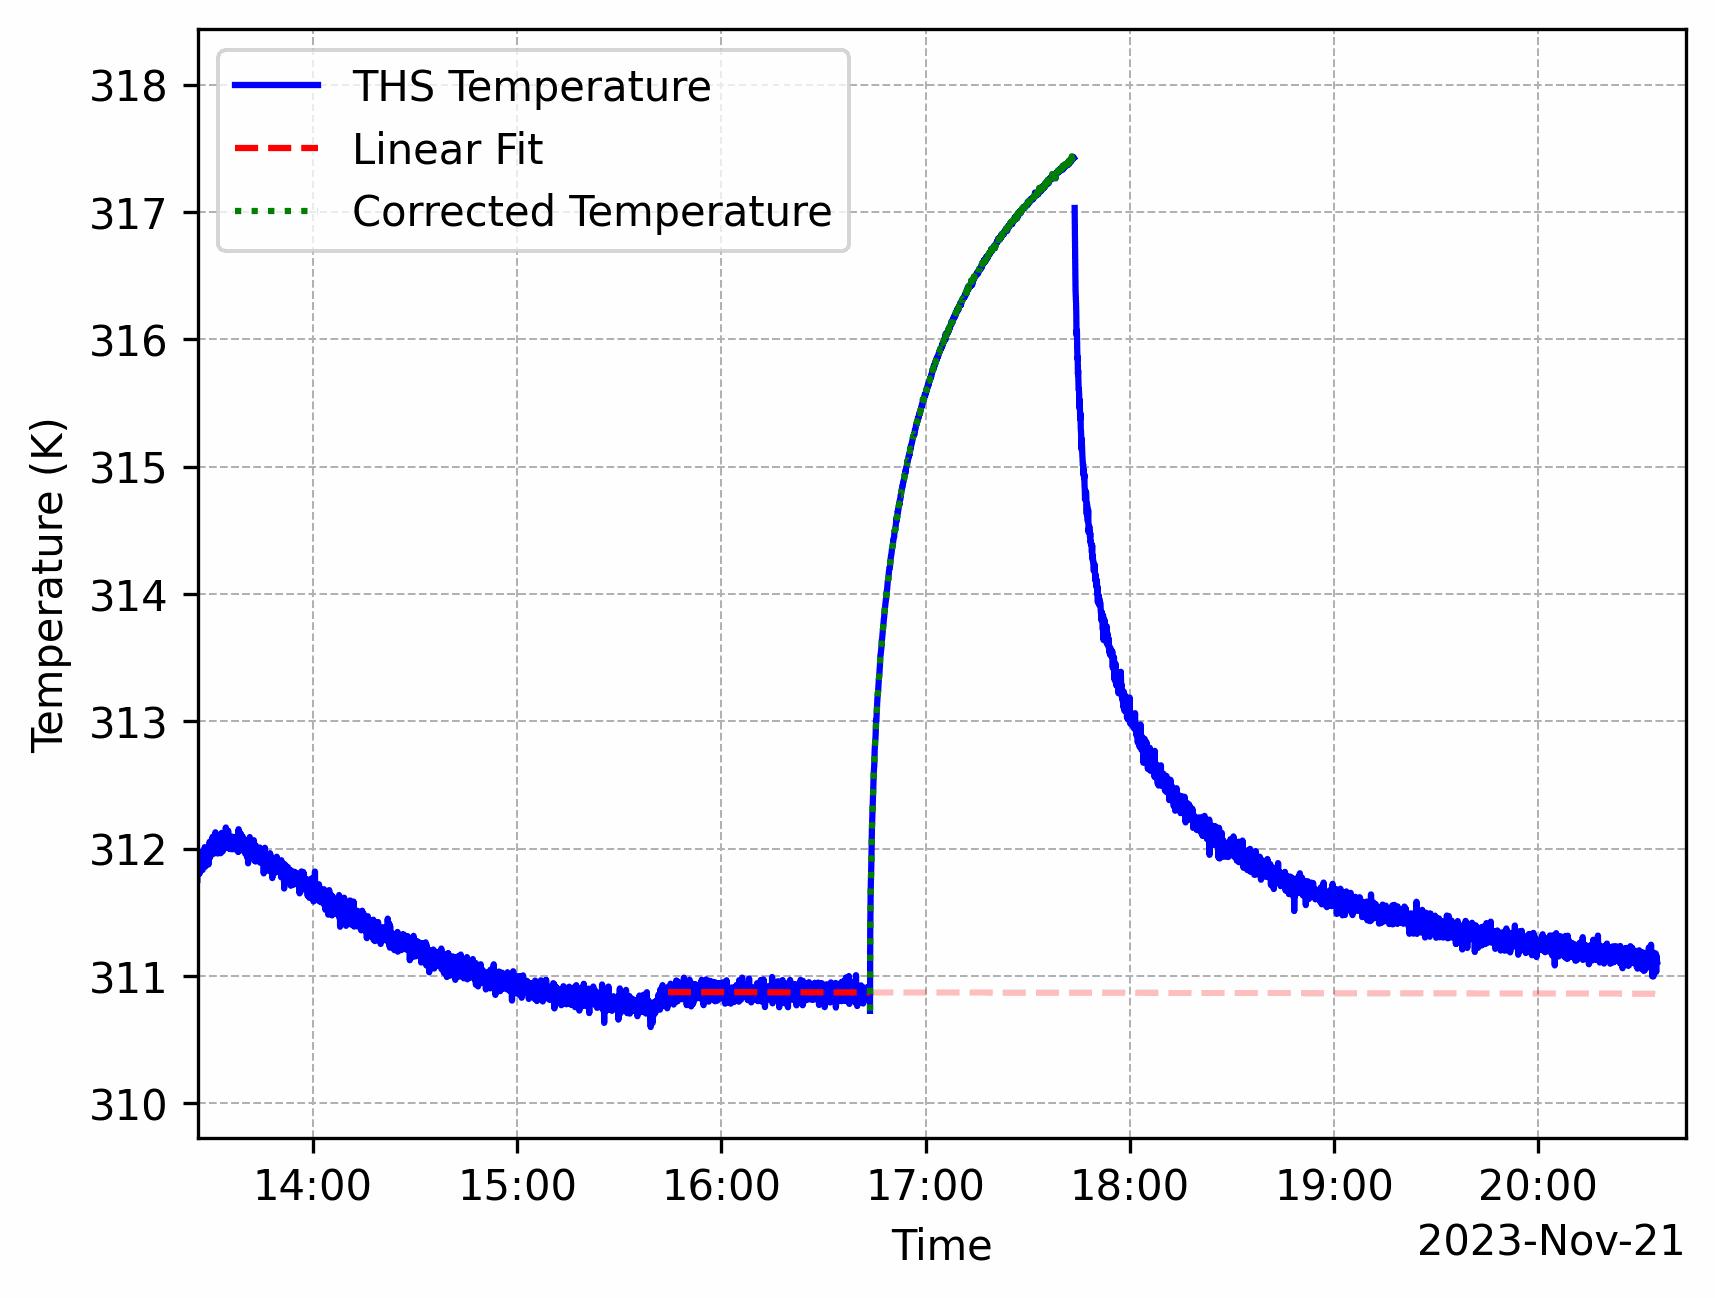 THS Temperature
Linear Fit
Corrected Temperature
318
317
316
315
314
313
312
311
310
Temperature (K)
14:00 15:00 16:00 17:00 18:00 19:00 20:00
Time
2023-Nov-21